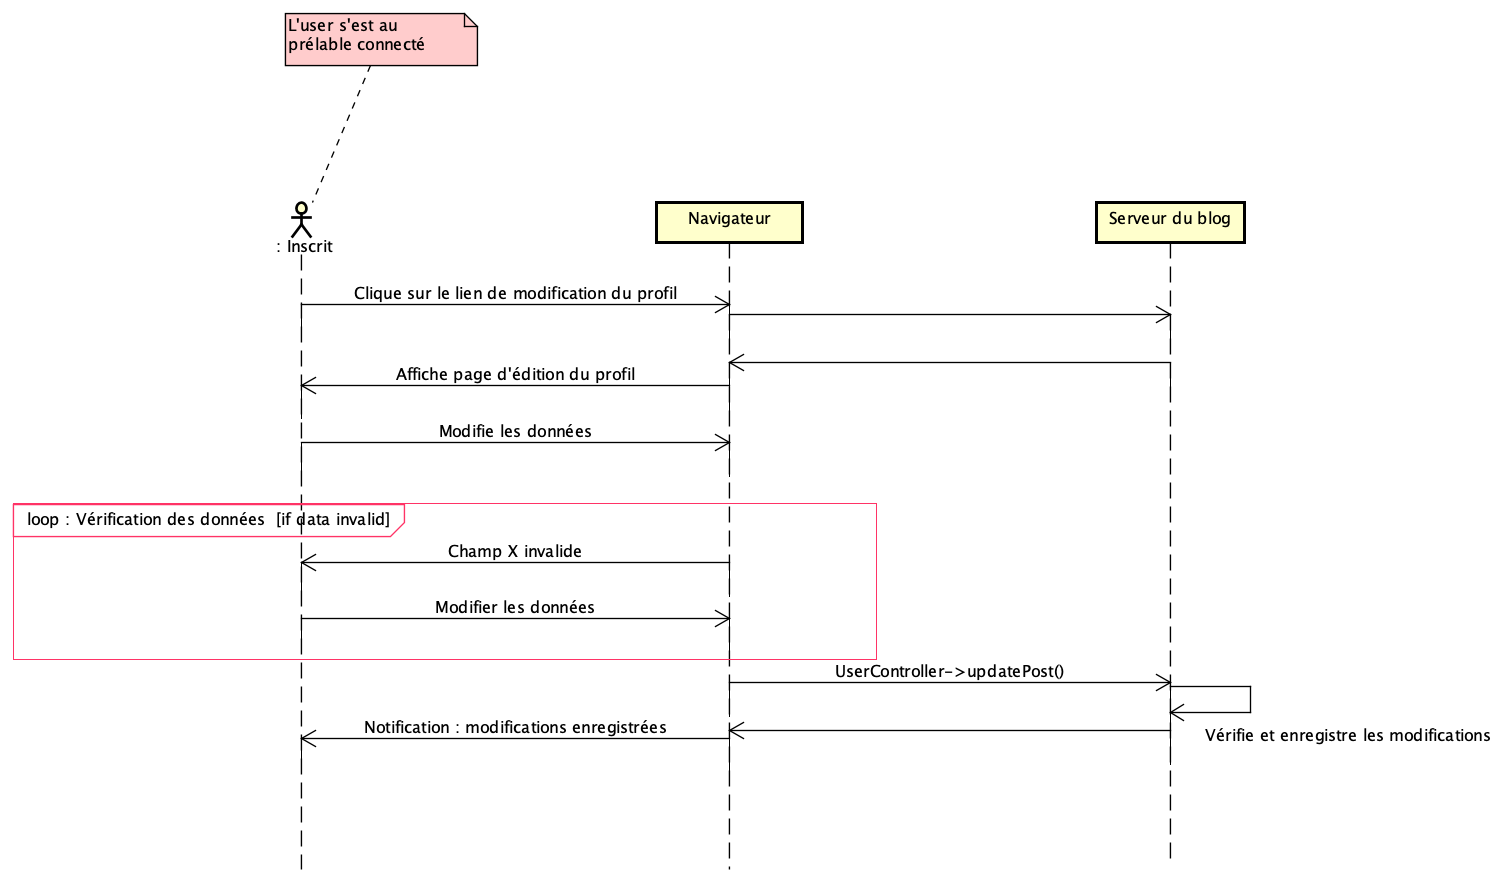 L'user s'est au
prélable connecté
: Inscrit
Navigateur
Serveur du blog
Clique sur le lien de modification du profil
Affiche page d'édition du profil
Modifie les données
loop : Vérification des données [if data invalid]
Champ X invalide
Modifier les données
UserController->updatePost()
Notification : modifications enregistrées
Vérifie et enregistre les modifications